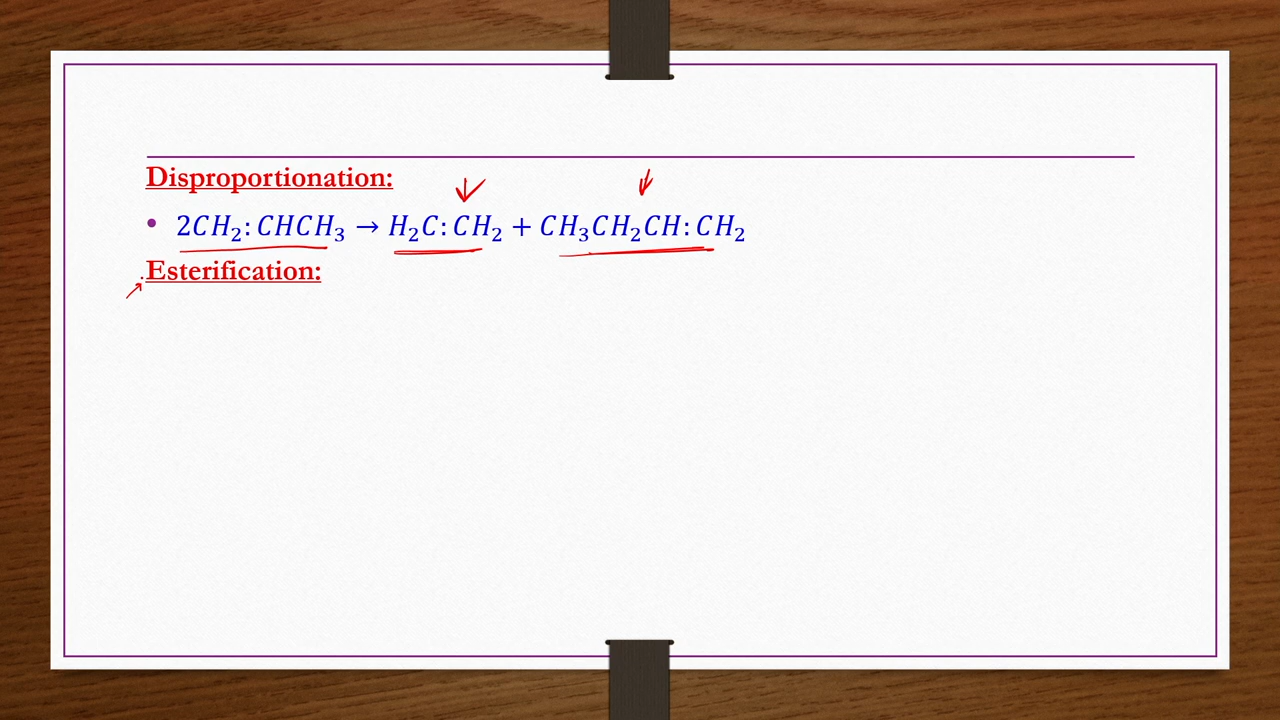 Disproportionation:
• 2CH₂:CHCH₃ → H₂C:CH₂ + CH₃CH₂CH:CH₂
Esterification: